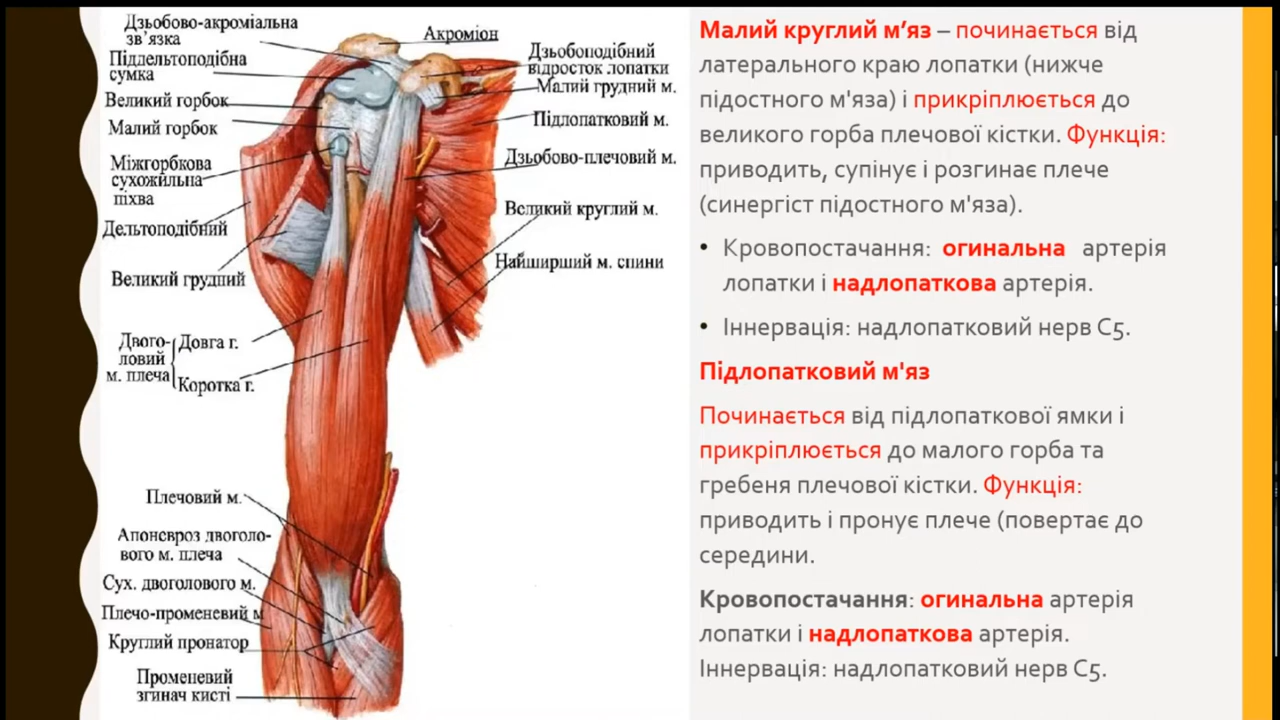 Дзьобово-акроміальна
зв'язка
Піддельтоподібна
сумка
Великий горбок
Малий горбок
Міжгорбкова
сухожильна
піхва
Дельтоподібний
Великий грудний
Двого-
ловий
м. плеча
Довга г.
Коротка г.
Плечовий м.
Апоневроз двоголо-
вого м. плеча
Сух. двоголового м.
Плечо-променевий м
Круглий пронатор
Променевий
згинач кисті
Акроміон
Дзьобоподібний
відросток лопатки
Малий грудний м.
Підлопатковий м.
Дзьобово-плечовий м.
Великий круглий м.
Найширший м. спини
Малий круглий м’яз – починається від
латерального краю лопатки (нижче
підостного м'яза) і прикріплюється до
великого горба плечової кістки. Функція:
приводить, супінує і розгинає плече
(синергіст підостного м'яза).
• Кровопостачання: огинальна артерія
лопатки і надлопаткова артерія.
• Іннервація: надлопатковий нерв С5.
Підлопатковий м'яз
Починається від підлопаткової ямки і
прикріплюється до малого горба та
гребеня плечової кістки. Функція:
приводить і пронує плече (повертає до
середини.
Кровопостачання: огинальна артерія
лопатки і надлопаткова артерія.
Іннервація: надлопатковий нерв С5.